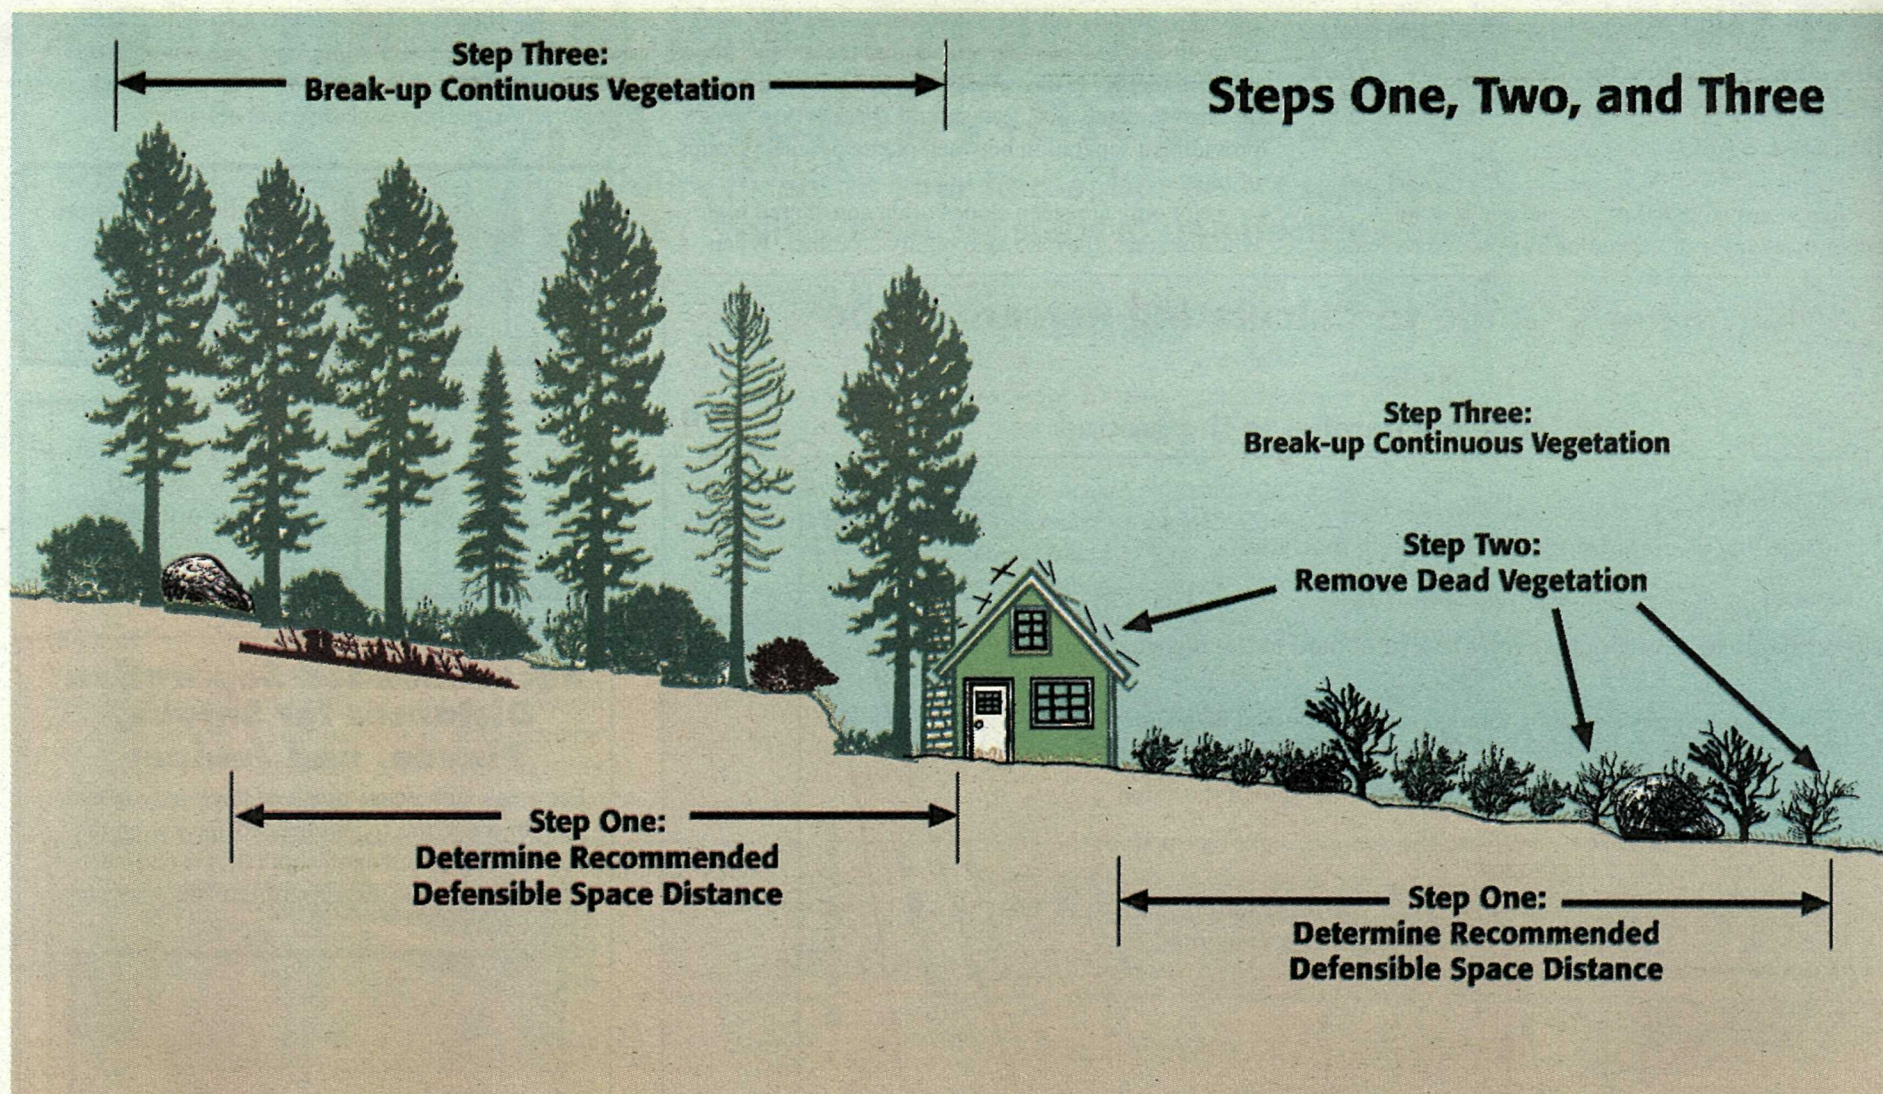 Step Three:
Break-up Continuous Vegetation
Steps One, Two, and Three
Step Three:
Break-up Continuous Vegetation
Step Two:
Remove Dead Vegetation
Step One:
Determine Recommended
Defensible Space Distance
Step One:
Determine Recommended
Defensible Space Distance